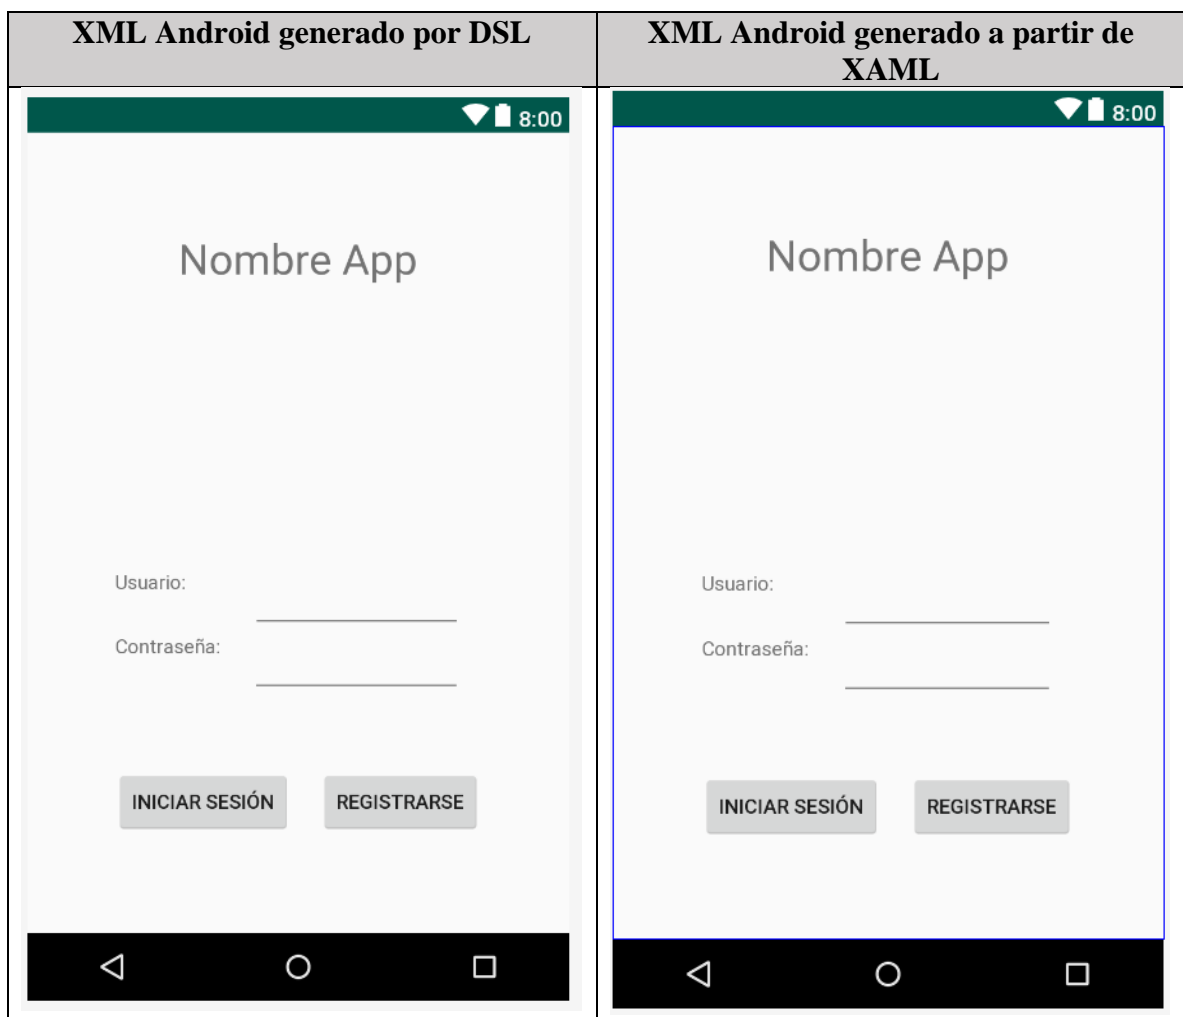 XML Android generado por DSL
XML Android generado a partir de
XAML
8:00
Nombre App
Usuario:
Contraseña:
INICIAR SESIÓN REGISTRARSE
8:00
Nombre App
Usuario:
Contraseña:
INICIAR SESIÓN REGISTRARSE